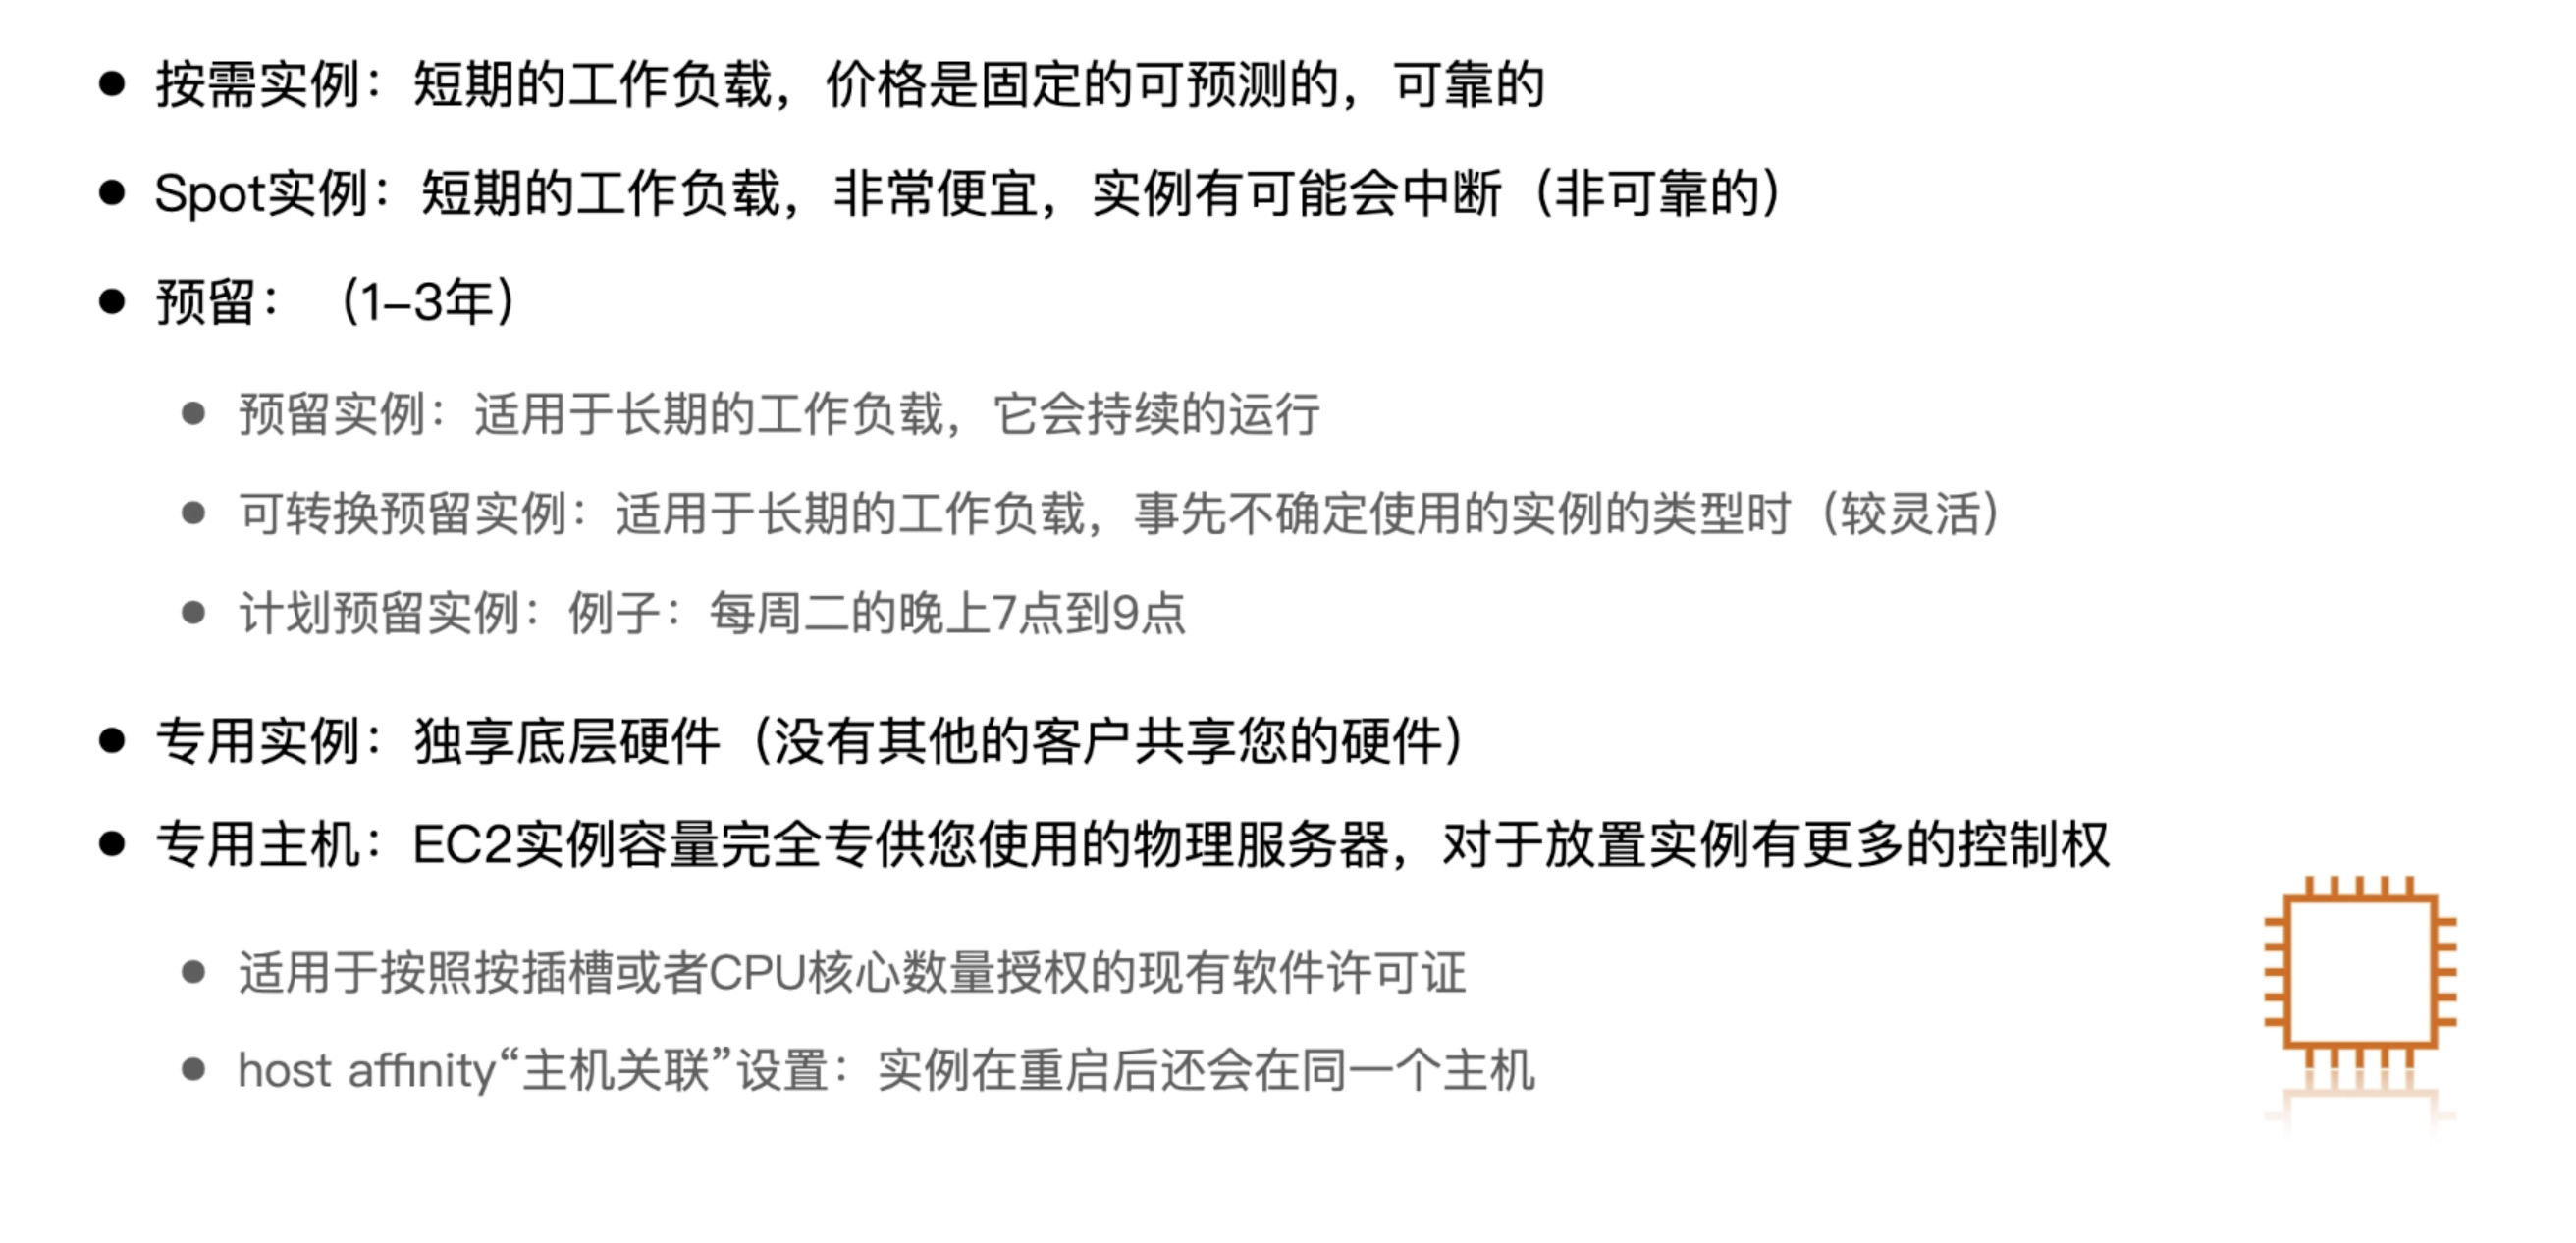 ● 按需实例：短期的工作负载，价格是固定的可预测的，可靠的
● Spot实例：短期的工作负载，非常便宜，实例有可能会中断（非可靠的）
● 预留：（1–3年）
● 预留实例：适用于长期的工作负载，它会持续的运行
● 可转换预留实例：适用于长期的工作负载，事先不确定使用的实例的类型时（较灵活）
● 计划预留实例：例子：每周二的晚上7点到9点
● 专用实例：独享底层硬件（没有其他的客户共享您的硬件）
● 专用主机：EC2实例容量完全专供您使用的物理服务器，对于放置实例有更多的控制权
● 适用于按照按插槽或者CPU核心数量授权的现有软件许可证
● host affinity“主机关联”设置：实例在重启后还会在同一个主机